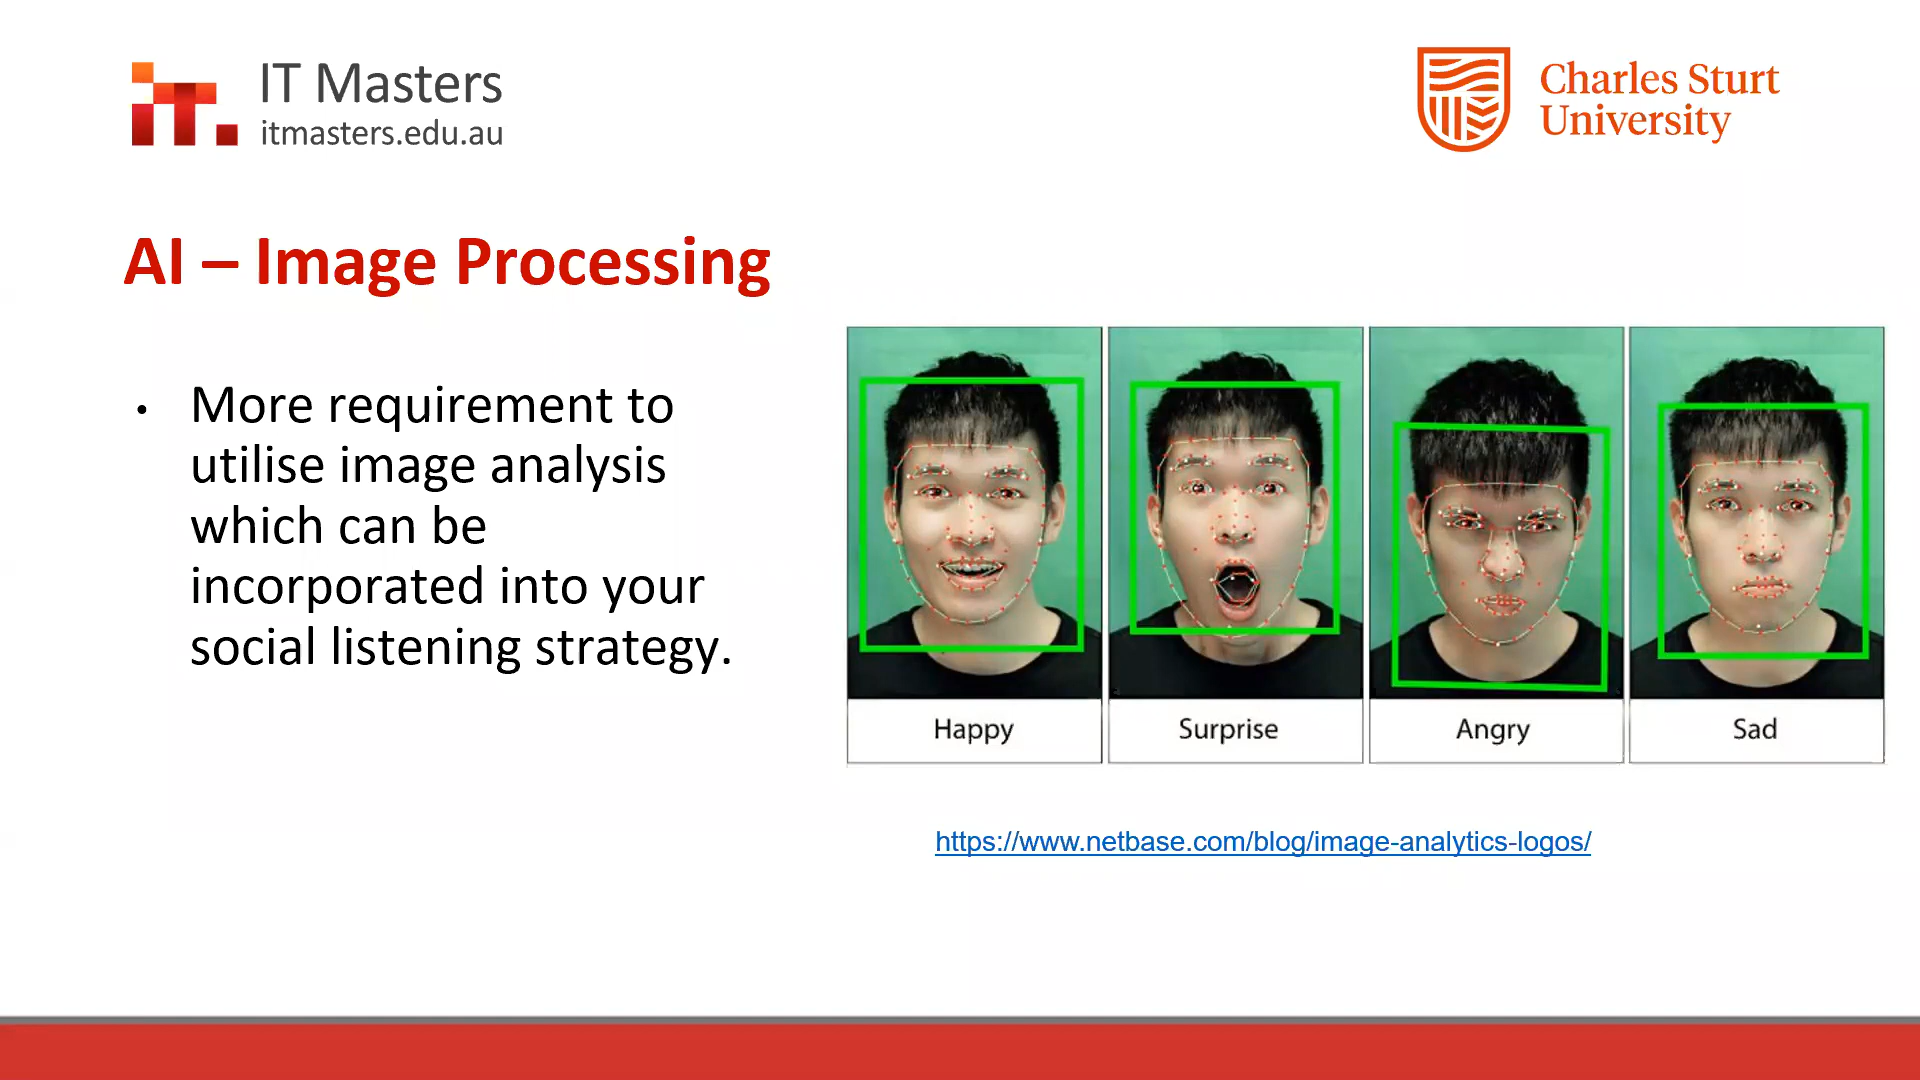 IT Masters
itmasters.edu.au
Charles Sturt
University
AI – Image Processing
• More requirement to
utilise image analysis
which can be
incorporated into your
social listening strategy.
Happy
Surprise
Angry
Sad
https://www.netbase.com/blog/image-analytics-logos/